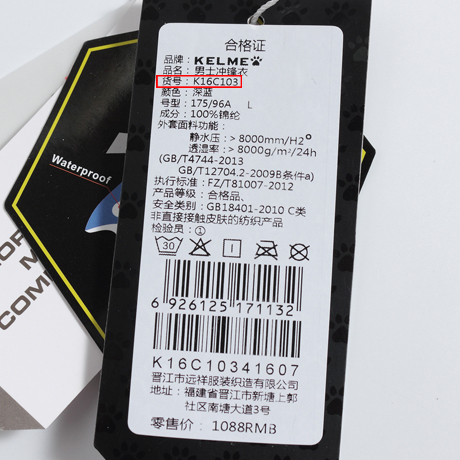 合格证
品牌: KELME
品名: 男士冲锋衣
货号: K16C103
颜色: 深蓝
号型: 175/96A L
成分: 100%锦纶
外套面料功能:
静水压: >8000mm/H2°
透湿率: >8000g/m²/24h
(GB/T4744-2013
GB/T12704.2-2009B条件a)
执行标准: FZ/T81007-2012
产品等级: 合格品、
安全类别: GB18401-2010 C类
非直接接触皮肤的纺织产品
检验员: ①
30
6 926125 171132
K16C10341607
晋江市远祥服装织造有限公司
地址: 福建省晋江市新塘上郭
社区南塘大道3号
零售价: 1088RMB
Waterproof